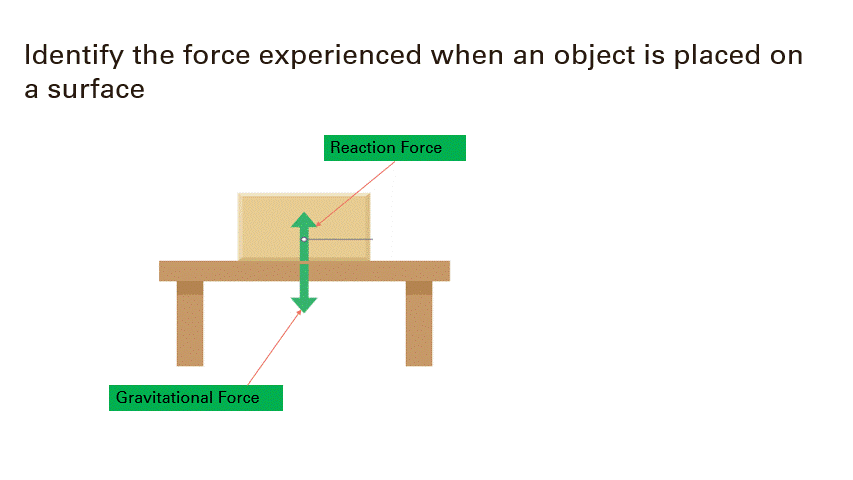 Identify the force experienced when an object is placed on
a surface
Reaction Force
Gravitational Force